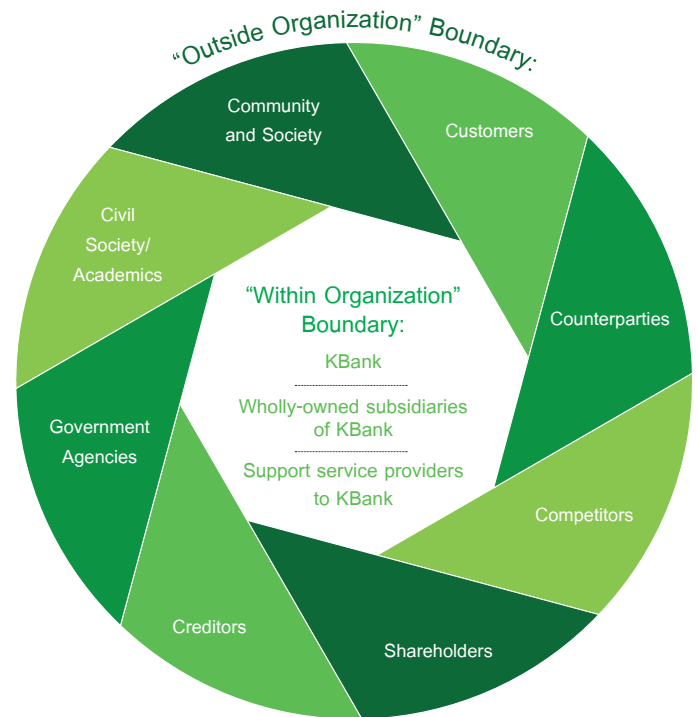 “Outside Organization” Boundary:
Community
and Society
Customers
Civil
Society/
Academics
Counterparties
“Within Organization”
Boundary:
KBank
Wholly-owned subsidiaries
of KBank
Support service providers
to KBank
Government
Agencies
Competitors
Creditors
Shareholders